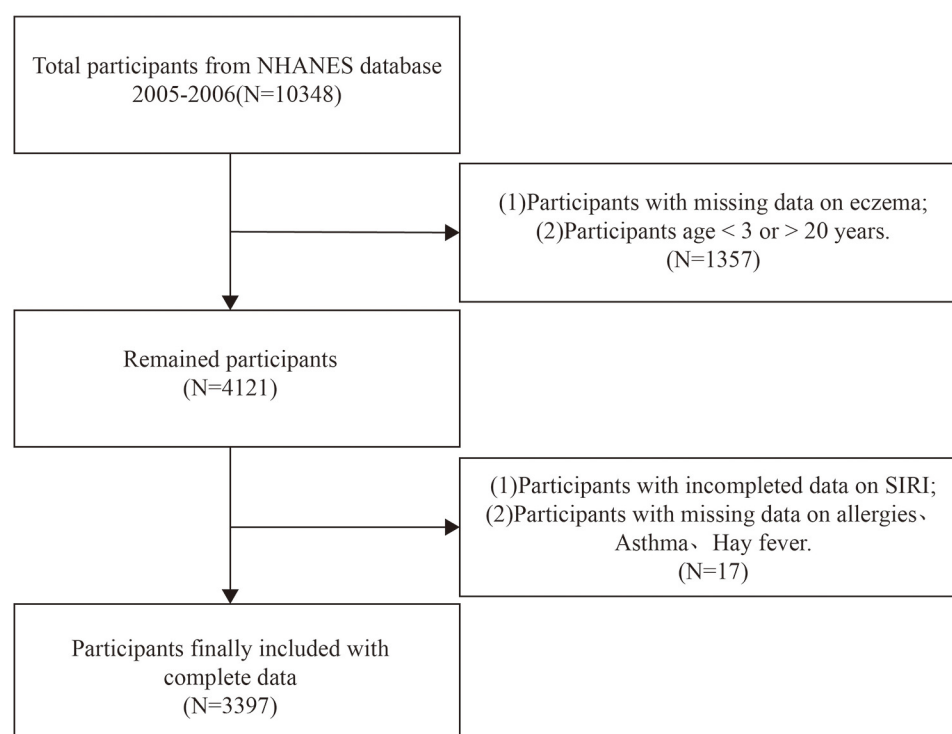 Total participants from NHANES database
2005-2006(N=10348)
(1)Participants with missing data on eczema;
(2)Participants age < 3 or > 20 years.
(N=1357)
Remained participants
(N=4121)
(1)Participants with incompleted data on SIRI;
(2)Participants with missing data on allergies、
Asthma、Hay fever.
(N=17)
Participants finally included with
complete data
(N=3397)